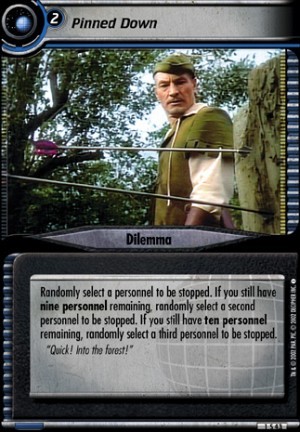 2
Pinned Down
Dilemma
Randomly select a personnel to be stopped. If you still have
nine personnel remaining, randomly select a second
personnel to be stopped. If you still have ten personnel
remaining, randomly select a third personnel to be stopped.
"Quick! Into the forest!"